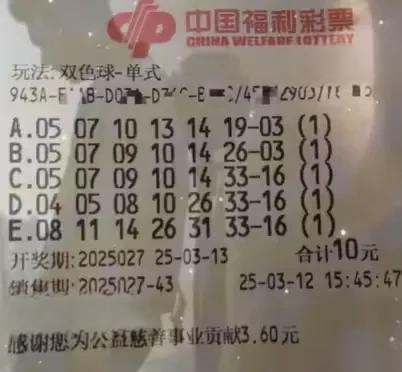 中国福利彩票
CHINA WELFARE LOTTERY
玩法:双色球-单式
A.05 07 10 13 14 19-03 (1)
B.05 07 09 10 14 26-03 (1)
C.05 07 09 10 14 33-16 (1)
D.04 05 08 10 26 33-16 (1)
E.08 11 14 26 31 33-16 (1)
开奖期:2025027 25-03-13 合计10元
销售期:2025027-43 25-03-12 15:45:47
感谢您为公益慈善事业贡献3.60元